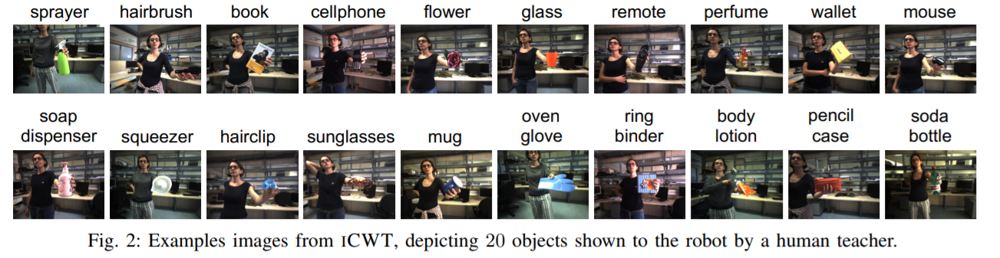 sprayer hairbrush book cellphone flower glass remote perfume wallet mouse
soap dispenser squeezer hairclip sunglasses mug oven glove ring binder body lotion pencil case soda bottle
Fig. 2: Examples images from ICWT, depicting 20 objects shown to the robot by a human teacher.